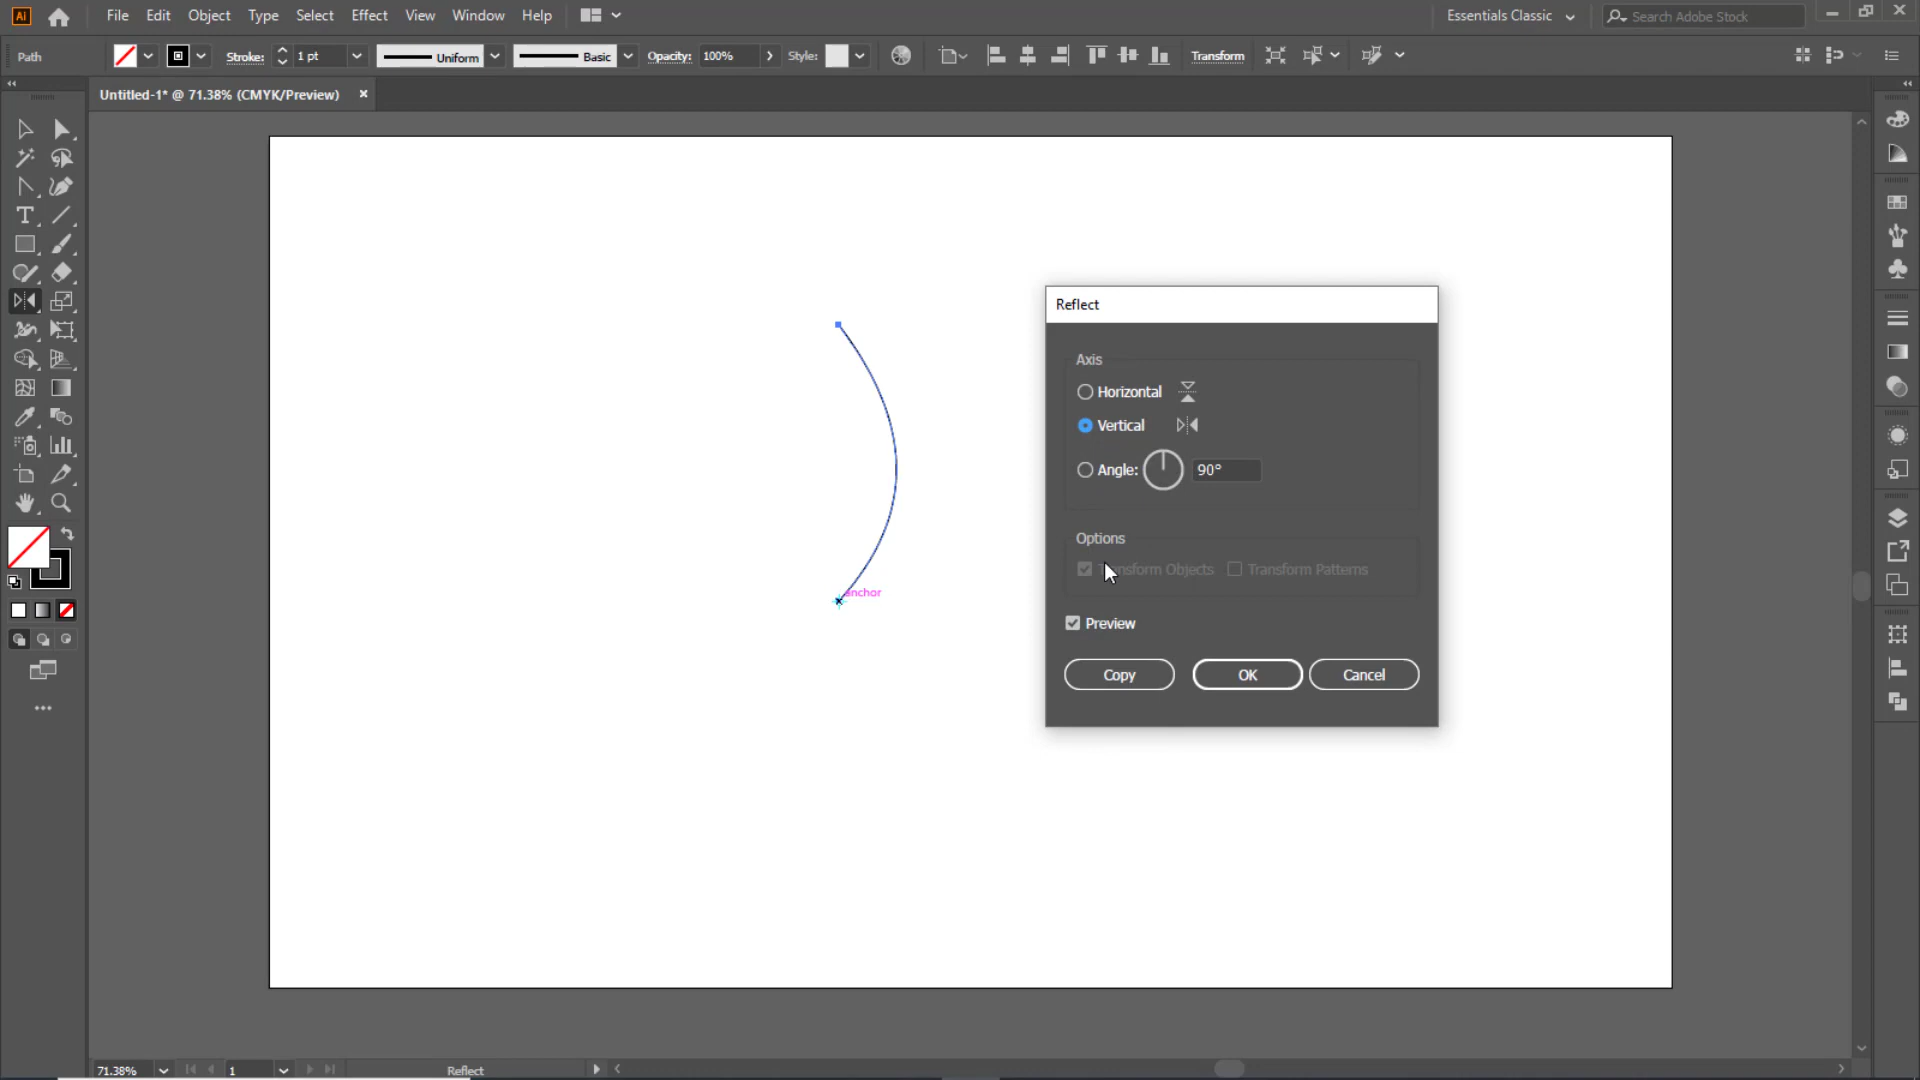 Ai File Edit Object Type Select Effect View Window Help Essentials Classic Search Adobe Stock
Path Stroke: 1 pt Uniform Basic Opacity: 100% Style: Transform
Untitled-1* @ 71.38% (CMYK/Preview) ×
Reflect
Axis
Horizontal
Vertical
Angle: 90°
Options
Transform Objects Transform Patterns
anchor
Preview
Copy OK Cancel
71.38% 1 Reflect